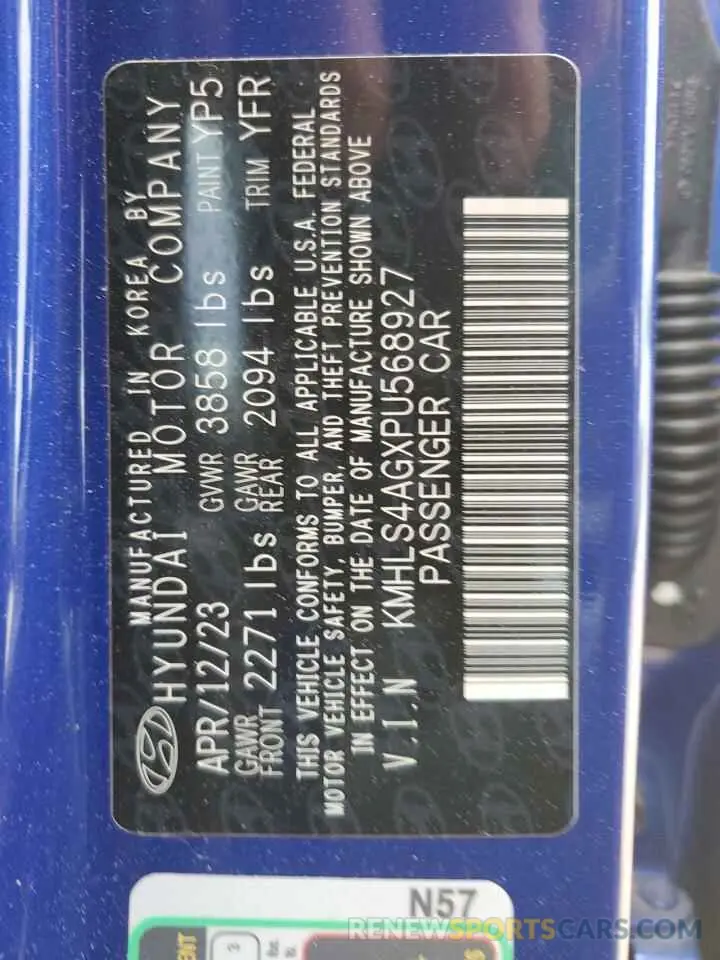 MANUFACTURED IN KOREA BY
HYUNDAI MOTOR COMPANY
APR/12/23 GVWR 3858 lbs PAINT YP5
GAWR FRONT 2271 lbs GAWR REAR 2094 lbs TRIM YFR
THIS VEHICLE CONFORMS TO ALL APPLICABLE U.S.A. FEDERAL
MOTOR VEHICLE SAFETY, BUMPER, AND THEFT PREVENTION STANDARDS
IN EFFECT ON THE DATE OF MANUFACTURE SHOWN ABOVE
V.I.N KMHLS4AGXPU568927
PASSENGER CAR
N57
RENEWSPORTSCARS.COM